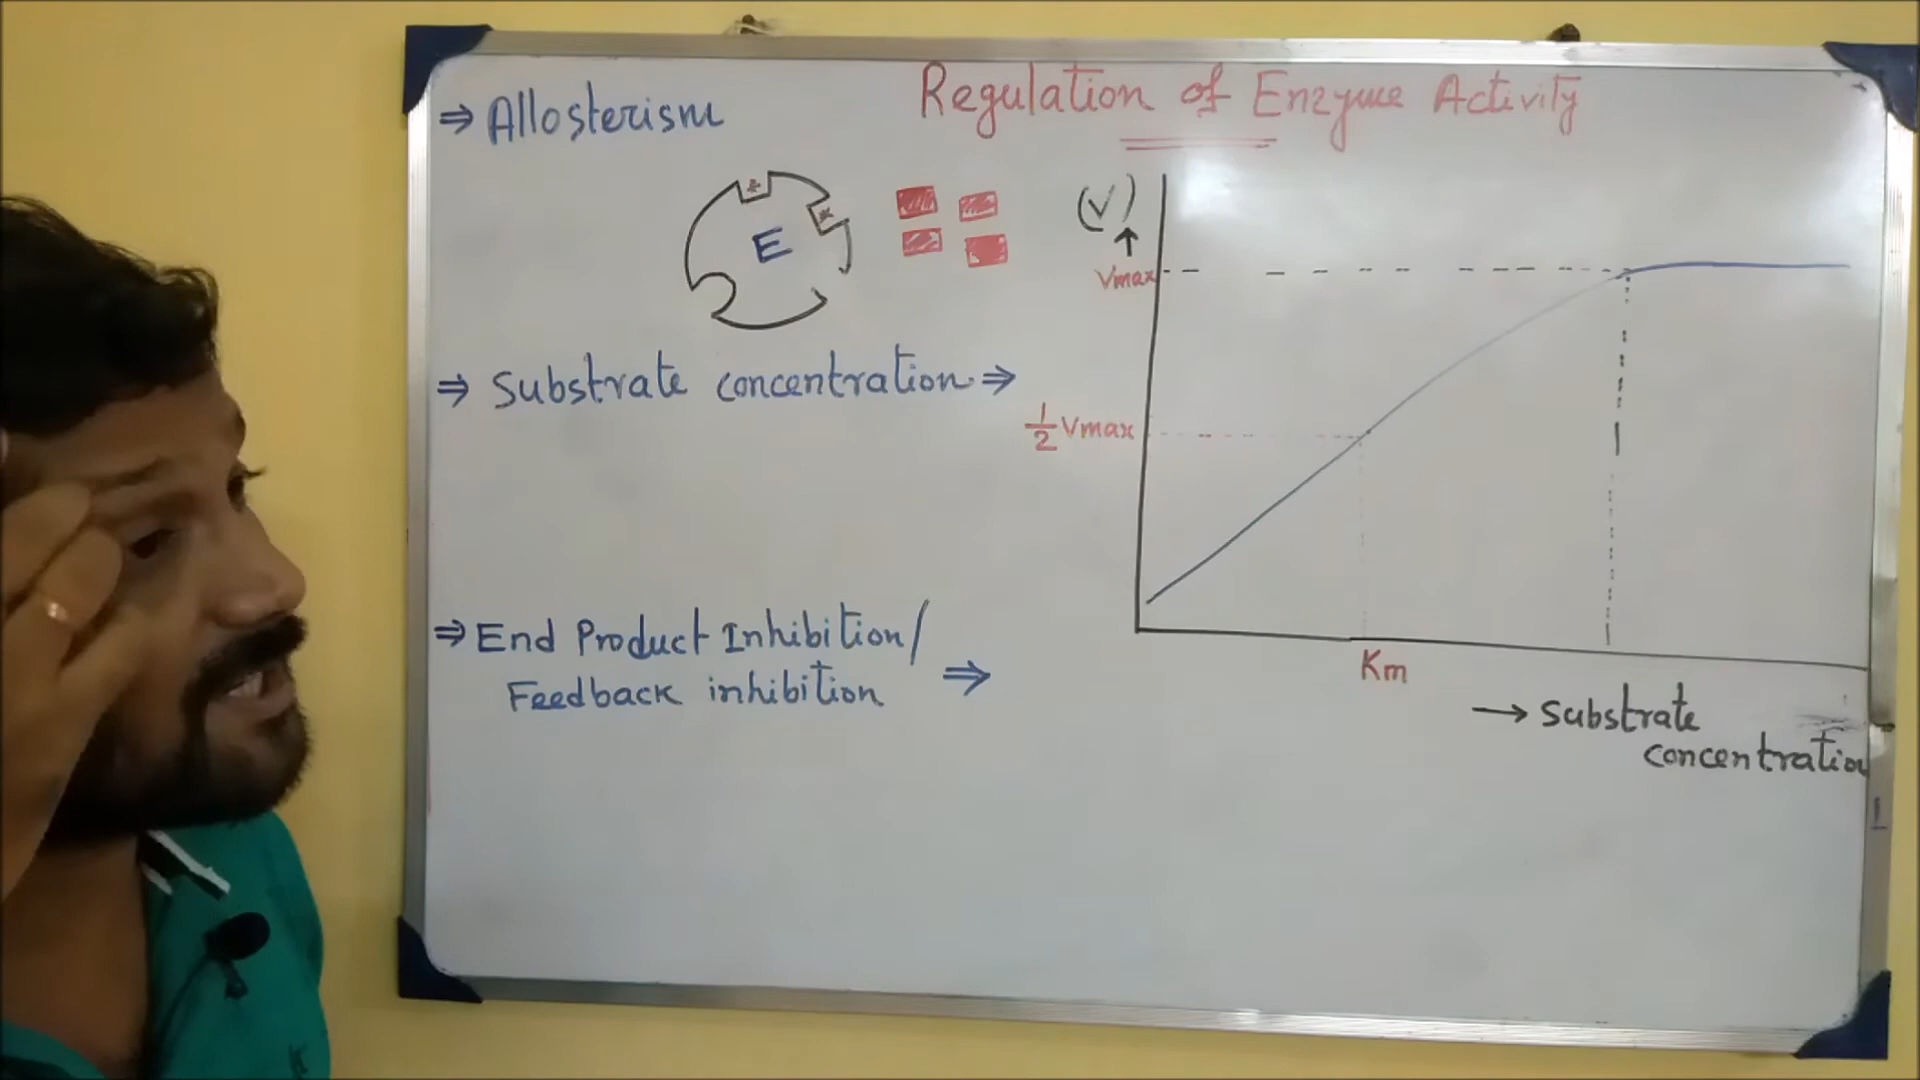 Regulation of Enzyme Activity
⇒ Allosterism
E
⇒ Substrate concentration ⇒
⇒ End Product Inhibition/
Feedback inhibition ⇒
(V)
↑
Vmax
1/2 Vmax
Km
→ Substrate
concentration